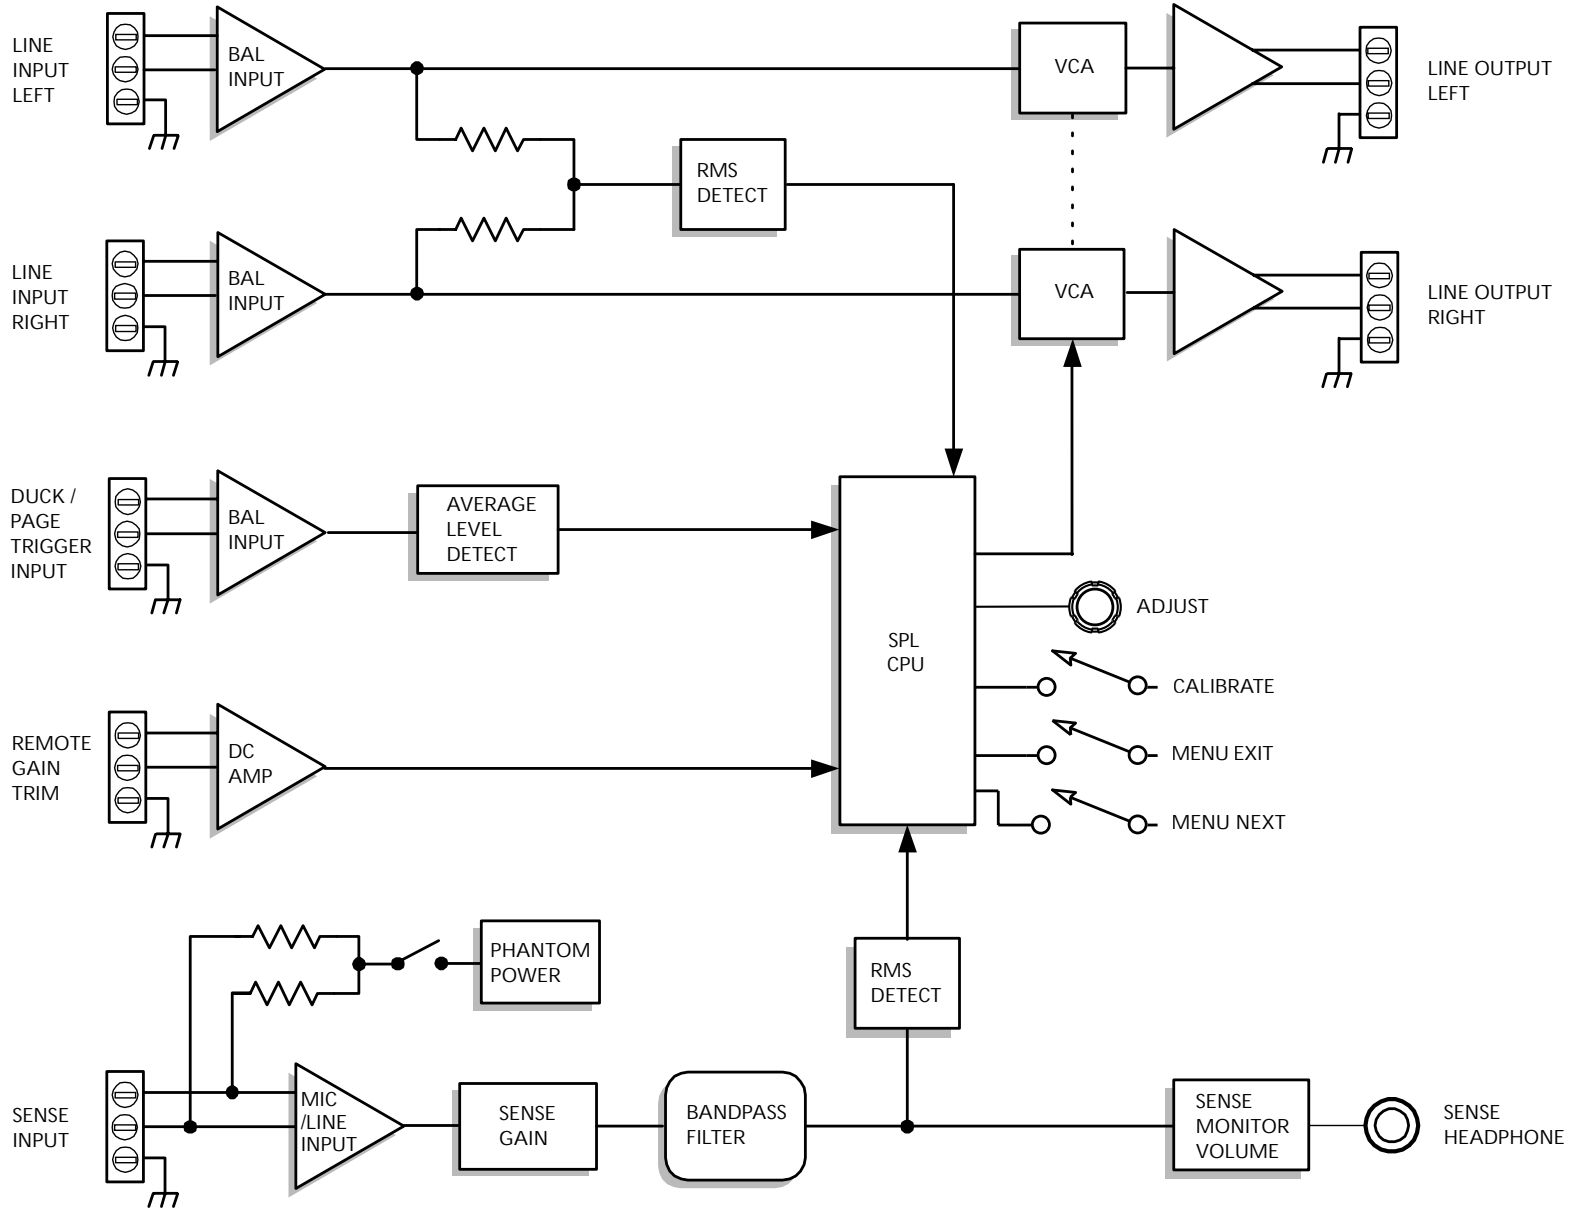 LINE
INPUT
LEFT
BAL
INPUT
VCA
LINE OUTPUT
LEFT
RMS
DETECT
LINE
INPUT
RIGHT
BAL
INPUT
VCA
LINE OUTPUT
RIGHT
DUCK /
PAGE
TRIGGER
INPUT
BAL
INPUT
AVERAGE
LEVEL
DETECT
SPL
CPU
ADJUST
CALIBRATE
MENU EXIT
MENU NEXT
REMOTE
GAIN
TRIM
DC
AMP
PHANTOM
POWER
RMS
DETECT
SENSE
INPUT
MIC
/LINE
INPUT
SENSE
GAIN
BANDPASS
FILTER
SENSE
MONITOR
VOLUME
SENSE
HEADPHONE